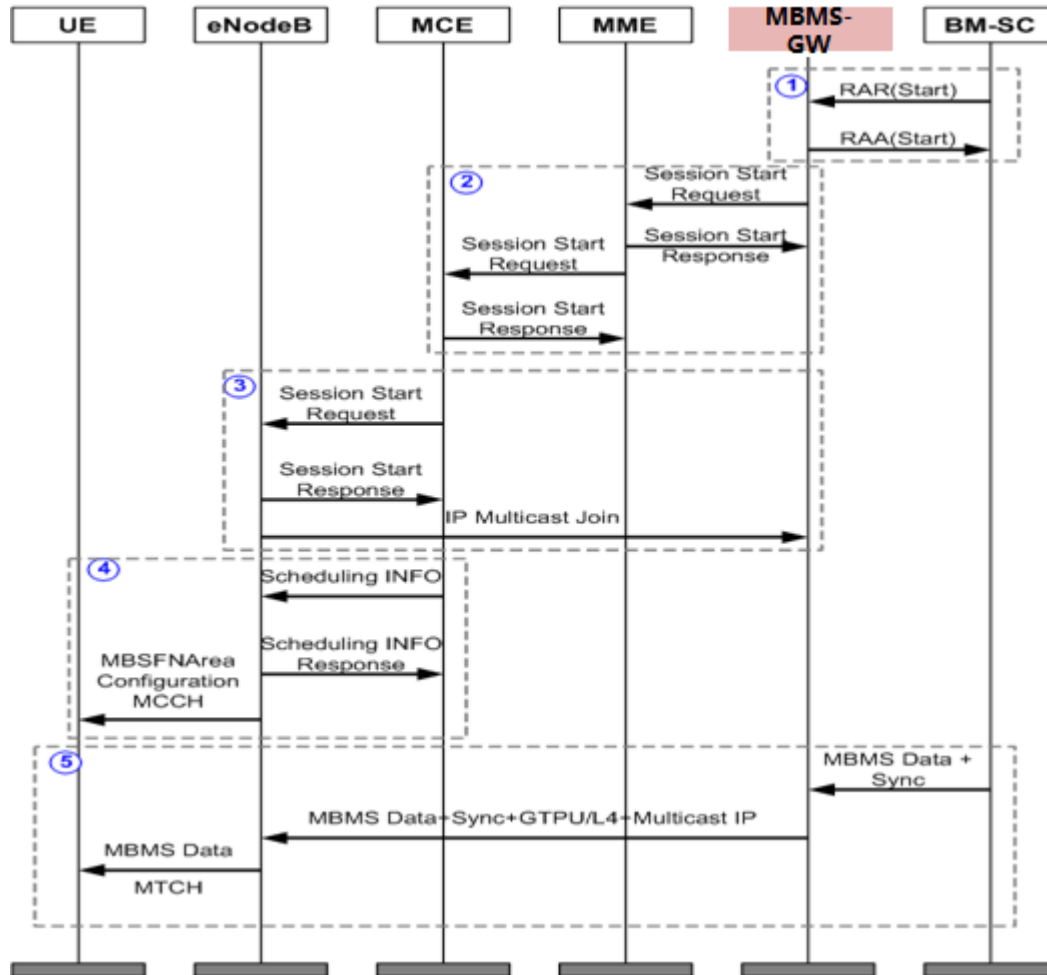 UE
eNodeB
MCE
MME
MBMS-
GW
BM-SC
1
RAR(Start)
RAA(Start)
2
Session Start
Request
Session Start
Response
Session Start
Request
Session Start
Response
3
Session Start
Request
Session Start
Response
IP Multicast Join
4
Scheduling INFO
Scheduling INFO
Response
MBSFNArea
Configuration
MCCH
5
MBMS Data +
Sync
MBMS Data+Sync+GTPU/L4+Multicast IP
MBMS Data
MTCH